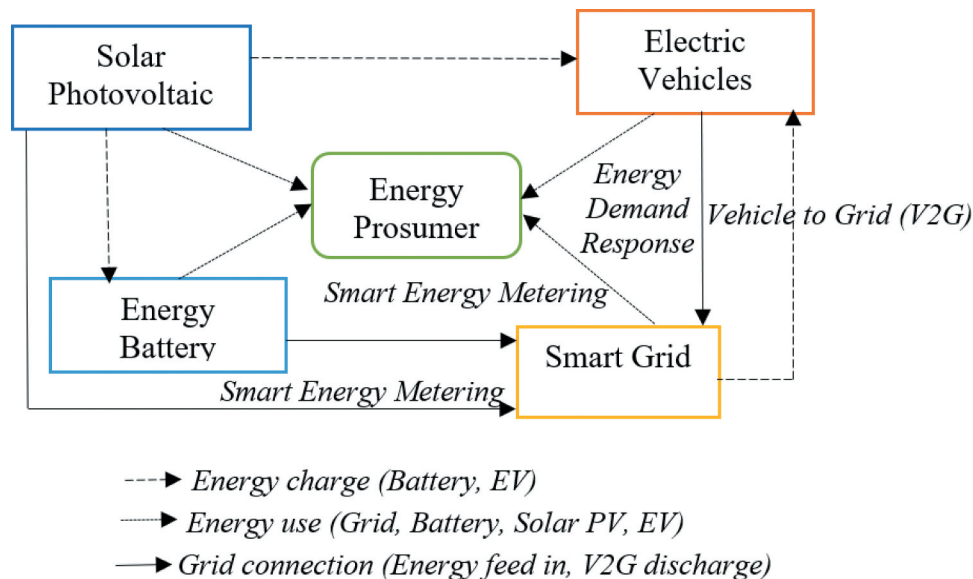 Solar
Photovoltaic
Electric
Vehicles
Energy
Prosumer
Energy
Demand
Response
Vehicle to Grid (V2G)
Energy
Battery
Smart Energy Metering
Smart Grid
Smart Energy Metering
Energy charge (Battery, EV)
Energy use (Grid, Battery, Solar PV, EV)
Grid connection (Energy feed in, V2G discharge)